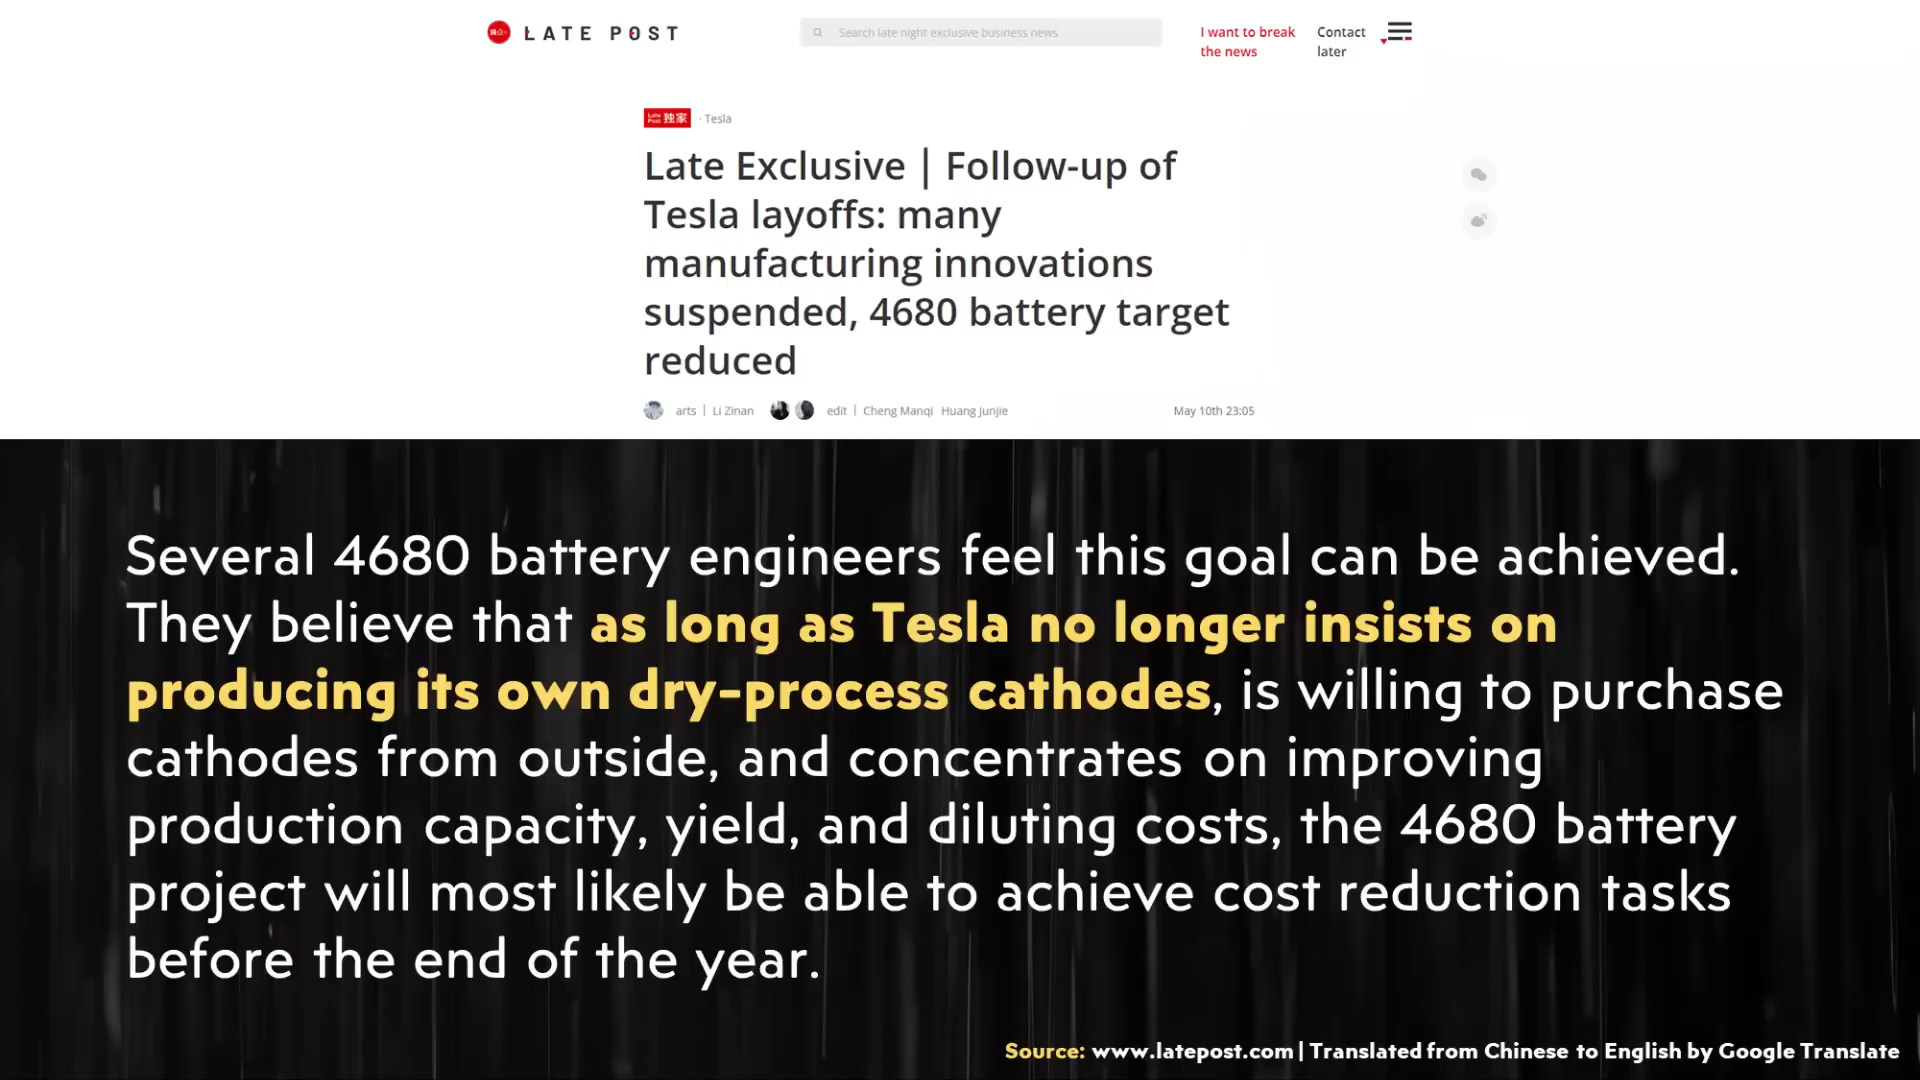 LATE POST
Search late night exclusive business news
I want to break
the news
Contact
later
Late
Post 独家 · Tesla
Late Exclusive | Follow-up of
Tesla layoffs: many
manufacturing innovations
suspended, 4680 battery target
reduced
arts | Li Zinan edit | Cheng Manqi Huang Junjie May 10th 23:05
Several 4680 battery engineers feel this goal can be achieved.
They believe that as long as Tesla no longer insists on
producing its own dry-process cathodes, is willing to purchase
cathodes from outside, and concentrates on improving
production capacity, yield, and diluting costs, the 4680 battery
project will most likely be able to achieve cost reduction tasks
before the end of the year.
Source: www.latepost.com | Translated from Chinese to English by Google Translate